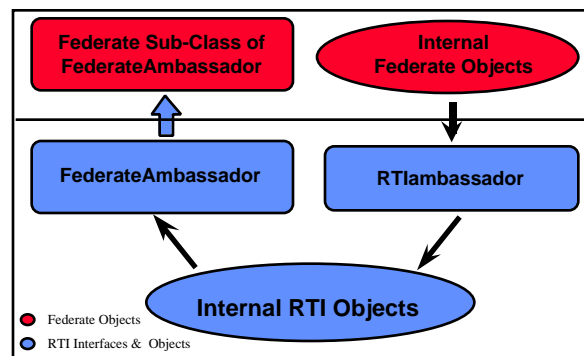 Federate Sub-Class of
FederateAmbassador
Internal
Federate Objects
FederateAmbassador
RTIambassador
Internal RTI Objects
Federate Objects
RTI Interfaces & Objects